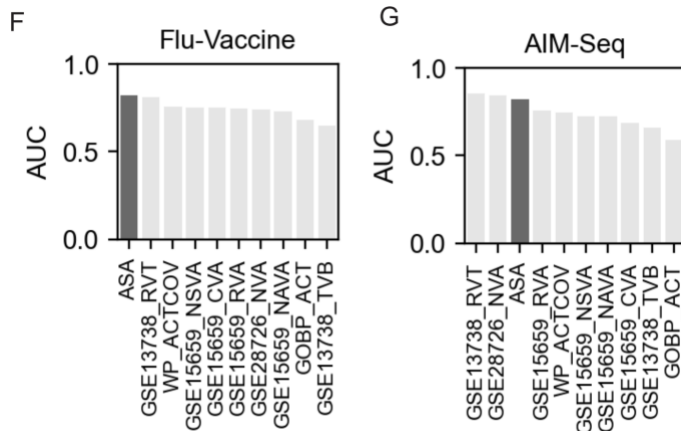 F
Flu-Vaccine
AUC
1.0
0.5
0.0
ASA
GSE13738_RVT
WP_ACTCOV
GSE15659_NSVA
GSE15659_CVA
GSE15659_RVA
GSE28726_NVA
GSE15659_NAVA
GOBP_ACT
GSE13738_TVB
G
AIM-Seq
AUC
1.0
0.5
0.0
GSE13738_RVT
GSE28726_NVA
ASA
GSE15659_RVA
WP_ACTCOV
GSE15659_NSVA
GSE15659_NAVA
GSE15659_CVA
GSE13738_TVB
GOBP_ACT